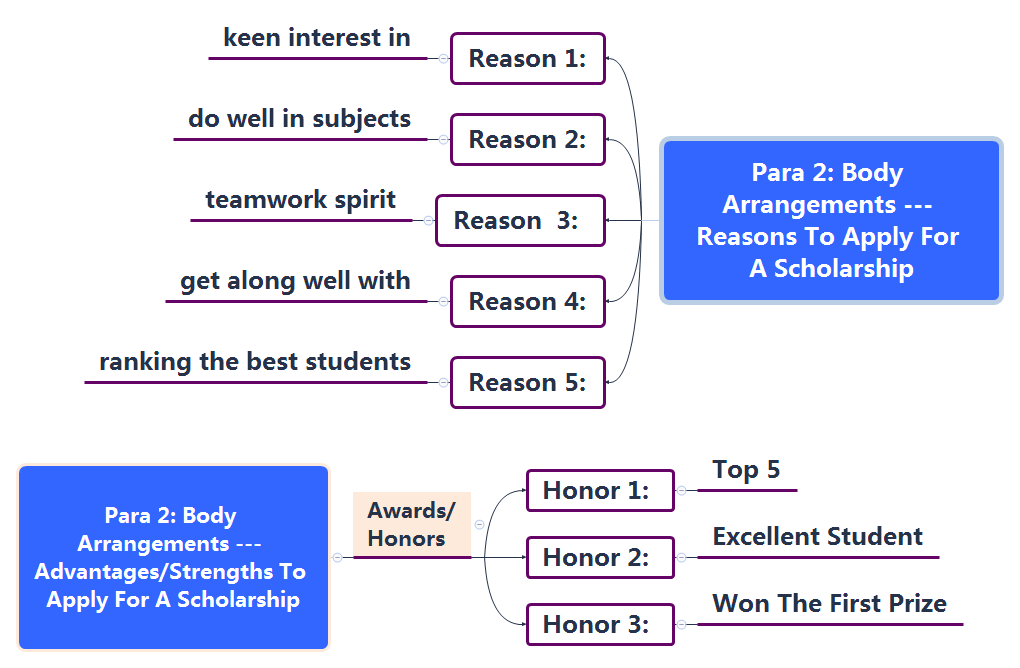 keen interest in
Reason 1:
do well in subjects
Reason 2:
teamwork spirit
Reason  3:
get along well with
Reason 4:
ranking the best students
Reason 5:
Para 2: Body
Arrangements ---
Reasons To Apply For
A Scholarship
Para 2: Body
Arrangements ---
Advantages/Strengths To
Apply For A Scholarship
Awards/
Honors
Honor 1:
Top 5
Honor 2:
Excellent Student
Honor 3:
Won The First Prize